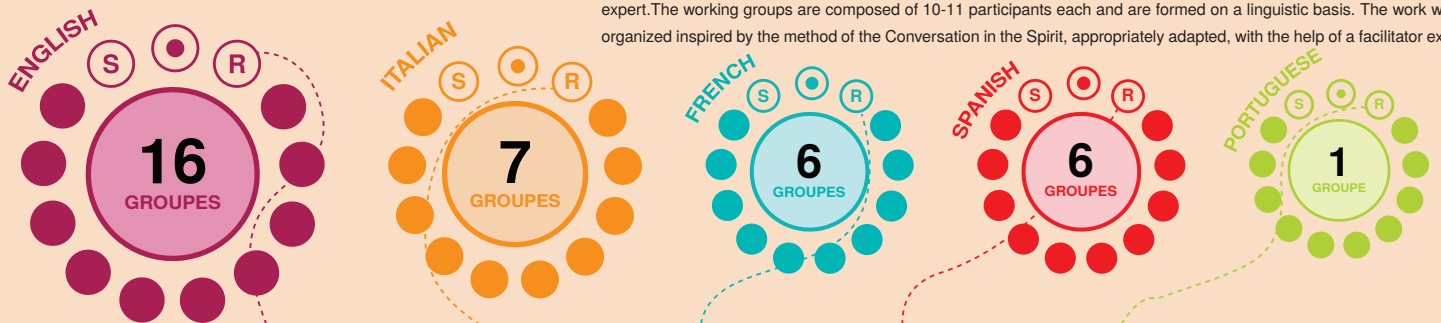 expert.The working groups are composed of 10-11 participants each and are formed on a linguistic basis. The work w
organized inspired by the method of the Conversation in the Spirit, appropriately adapted, with the help of a facilitator ex
ENGLISH
S
R
16
GROUPES
ITALIAN
S
R
7
GROUPES
FRENCH
S
R
6
GROUPES
SPANISH
S
R
6
GROUPES
PORTUGUESE
S
R
1
GROUPE